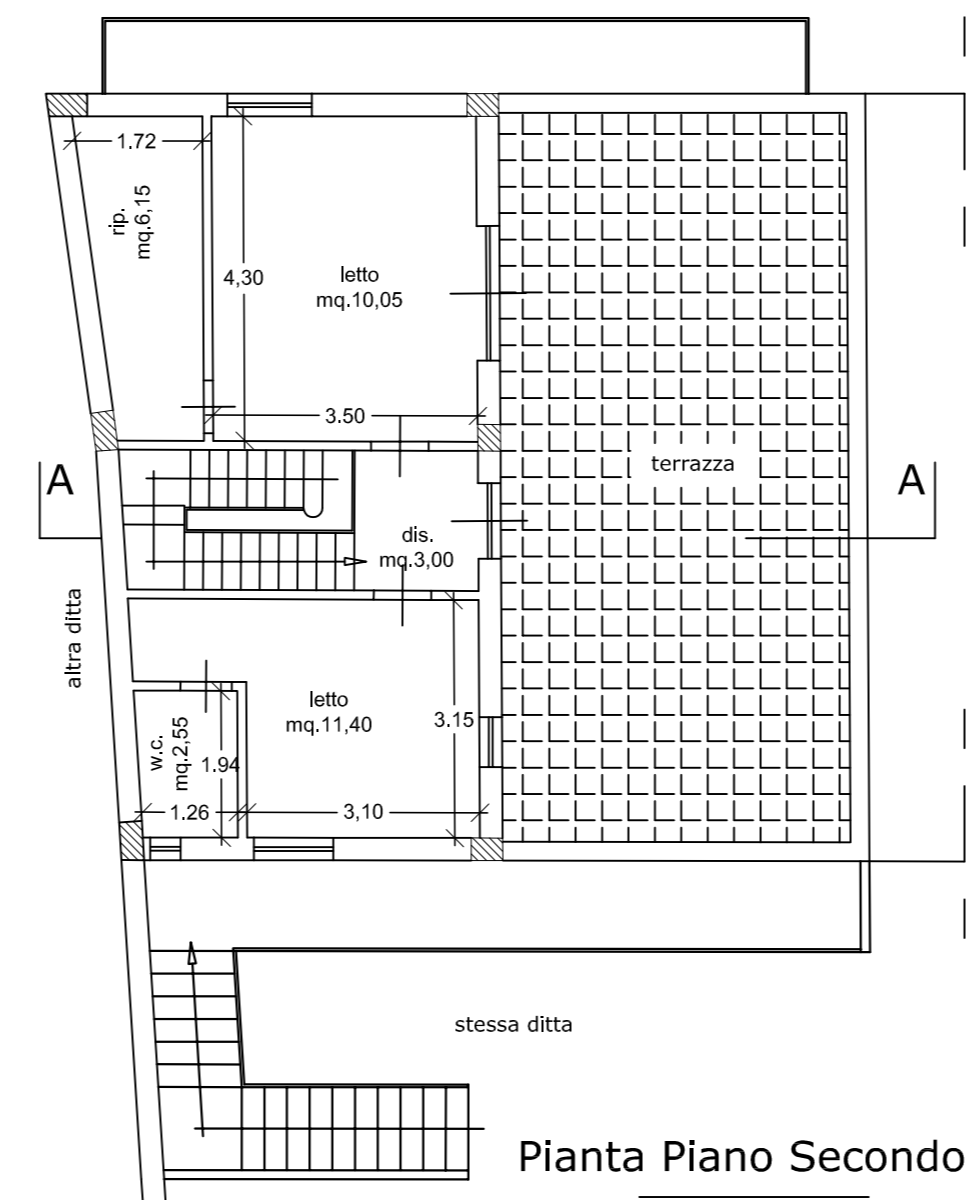 1.72
rip.
mq.6,15
4,30
letto
mq.10,05
3.50
terrazza
A
A
dis.
mq.3,00
altra ditta
letto
mq.11,40
3.15
w.c.
mq.2,55
1.94
1.26
3,10
stessa ditta
Pianta Piano Secondo